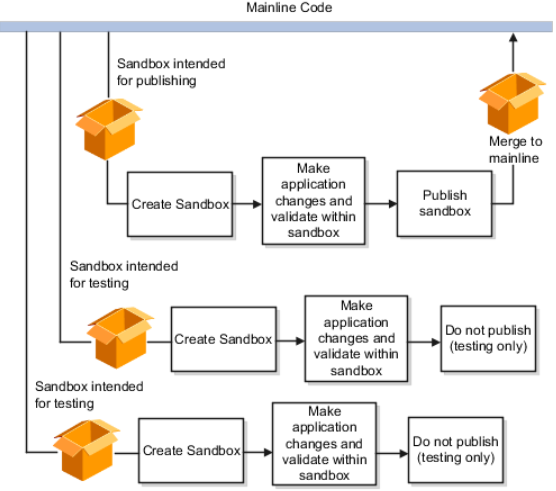 Mainline Code
Sandbox intended
for publishing
Merge to
mainline
Create Sandbox
Make
application
changes and
validate within
sandbox
Publish
sandbox
Sandbox intended
for testing
Create Sandbox
Make
application
changes and
validate within
sandbox
Do not publish
(testing only)
Sandbox intended
for testing
Create Sandbox
Make
application
changes and
validate within
sandbox
Do not publish
(testing only)